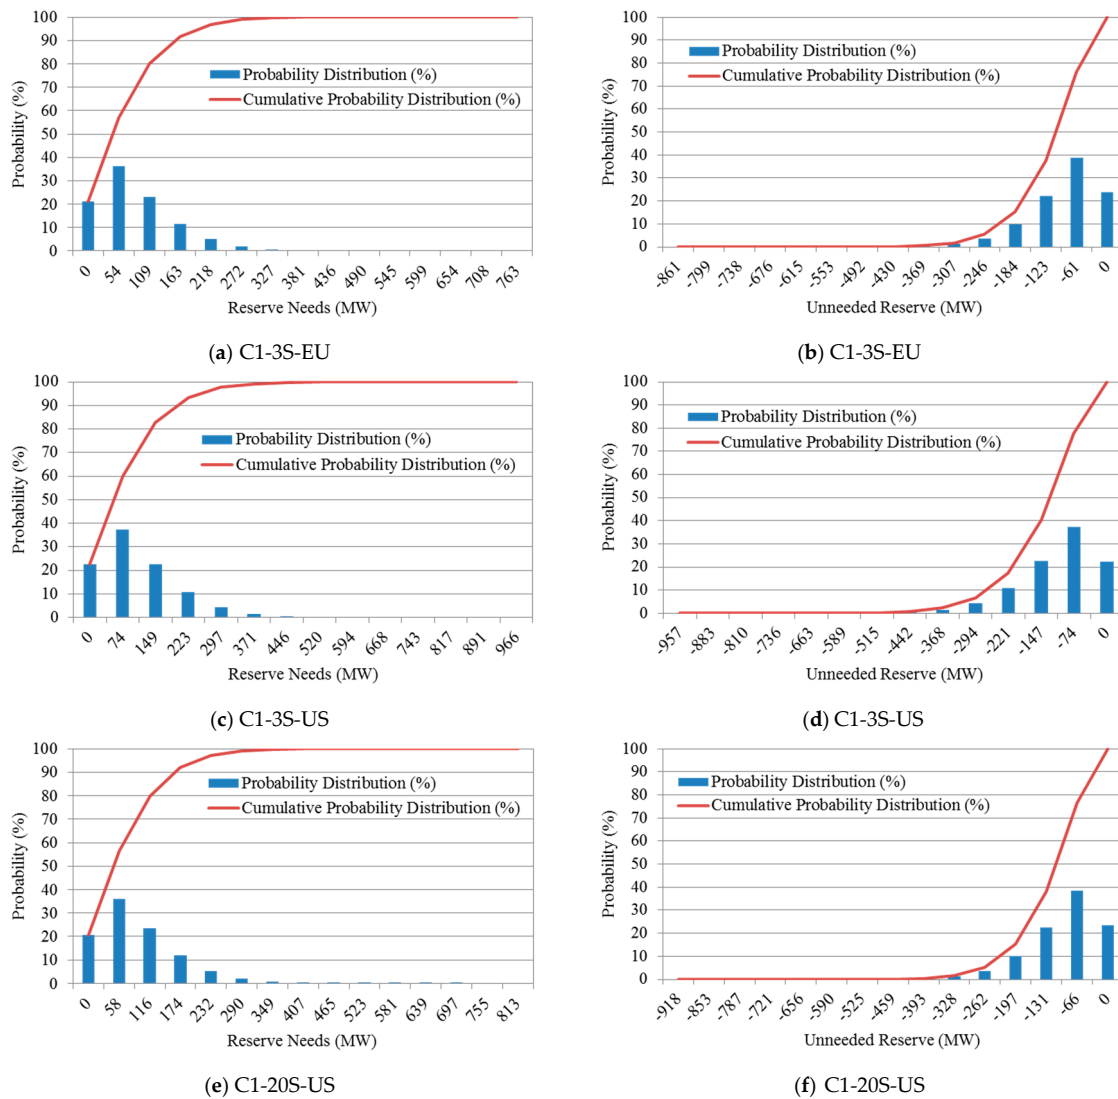 100
90
80
70
60
50
40
30
20
10
0
Probability (%)
Probability Distribution (%)
Cumulative Probability Distribution (%)
0 54 109 163 218 272 327 381 436 490 545 599 654 708 763
Reserve Needs (MW)
(a) C1-3S-EU
100
90
80
70
60
50
40
30
20
10
0
Probability (%)
Probability Distribution (%)
Cumulative Probability Distribution (%)
-861 -799 -738 -676 -615 -553 -492 -430 -369 -307 -246 -184 -123 -61 0
Unneeded Reserve (MW)
(b) C1-3S-EU
100
90
80
70
60
50
40
30
20
10
0
Probability (%)
Probability Distribution (%)
Cumulative Probability Distribution (%)
0 74 149 223 297 371 446 520 594 668 743 817 891 966
Reserve Needs (MW)
(c) C1-3S-US
100
90
80
70
60
50
40
30
20
10
0
Probability (%)
Probability Distribution (%)
Cumulative Probability Distribution (%)
-957 -883 -810 -736 -663 -589 -515 -442 -368 -294 -221 -147 -74 0
Unneeded Reserve (MW)
(d) C1-3S-US
100
90
80
70
60
50
40
30
20
10
0
Probability (%)
Probability Distribution (%)
Cumulative Probability Distribution (%)
0 58 116 174 232 290 349 407 465 523 581 639 697 755 813
Reserve Needs (MW)
(e) C1-20S-US
100
90
80
70
60
50
40
30
20
10
0
Probability (%)
Probability Distribution (%)
Cumulative Probability Distribution (%)
-918 -853 -787 -721 -656 -590 -525 -459 -393 -328 -262 -197 -131 -66 0
Unneeded Reserve (MW)
(f) C1-20S-US